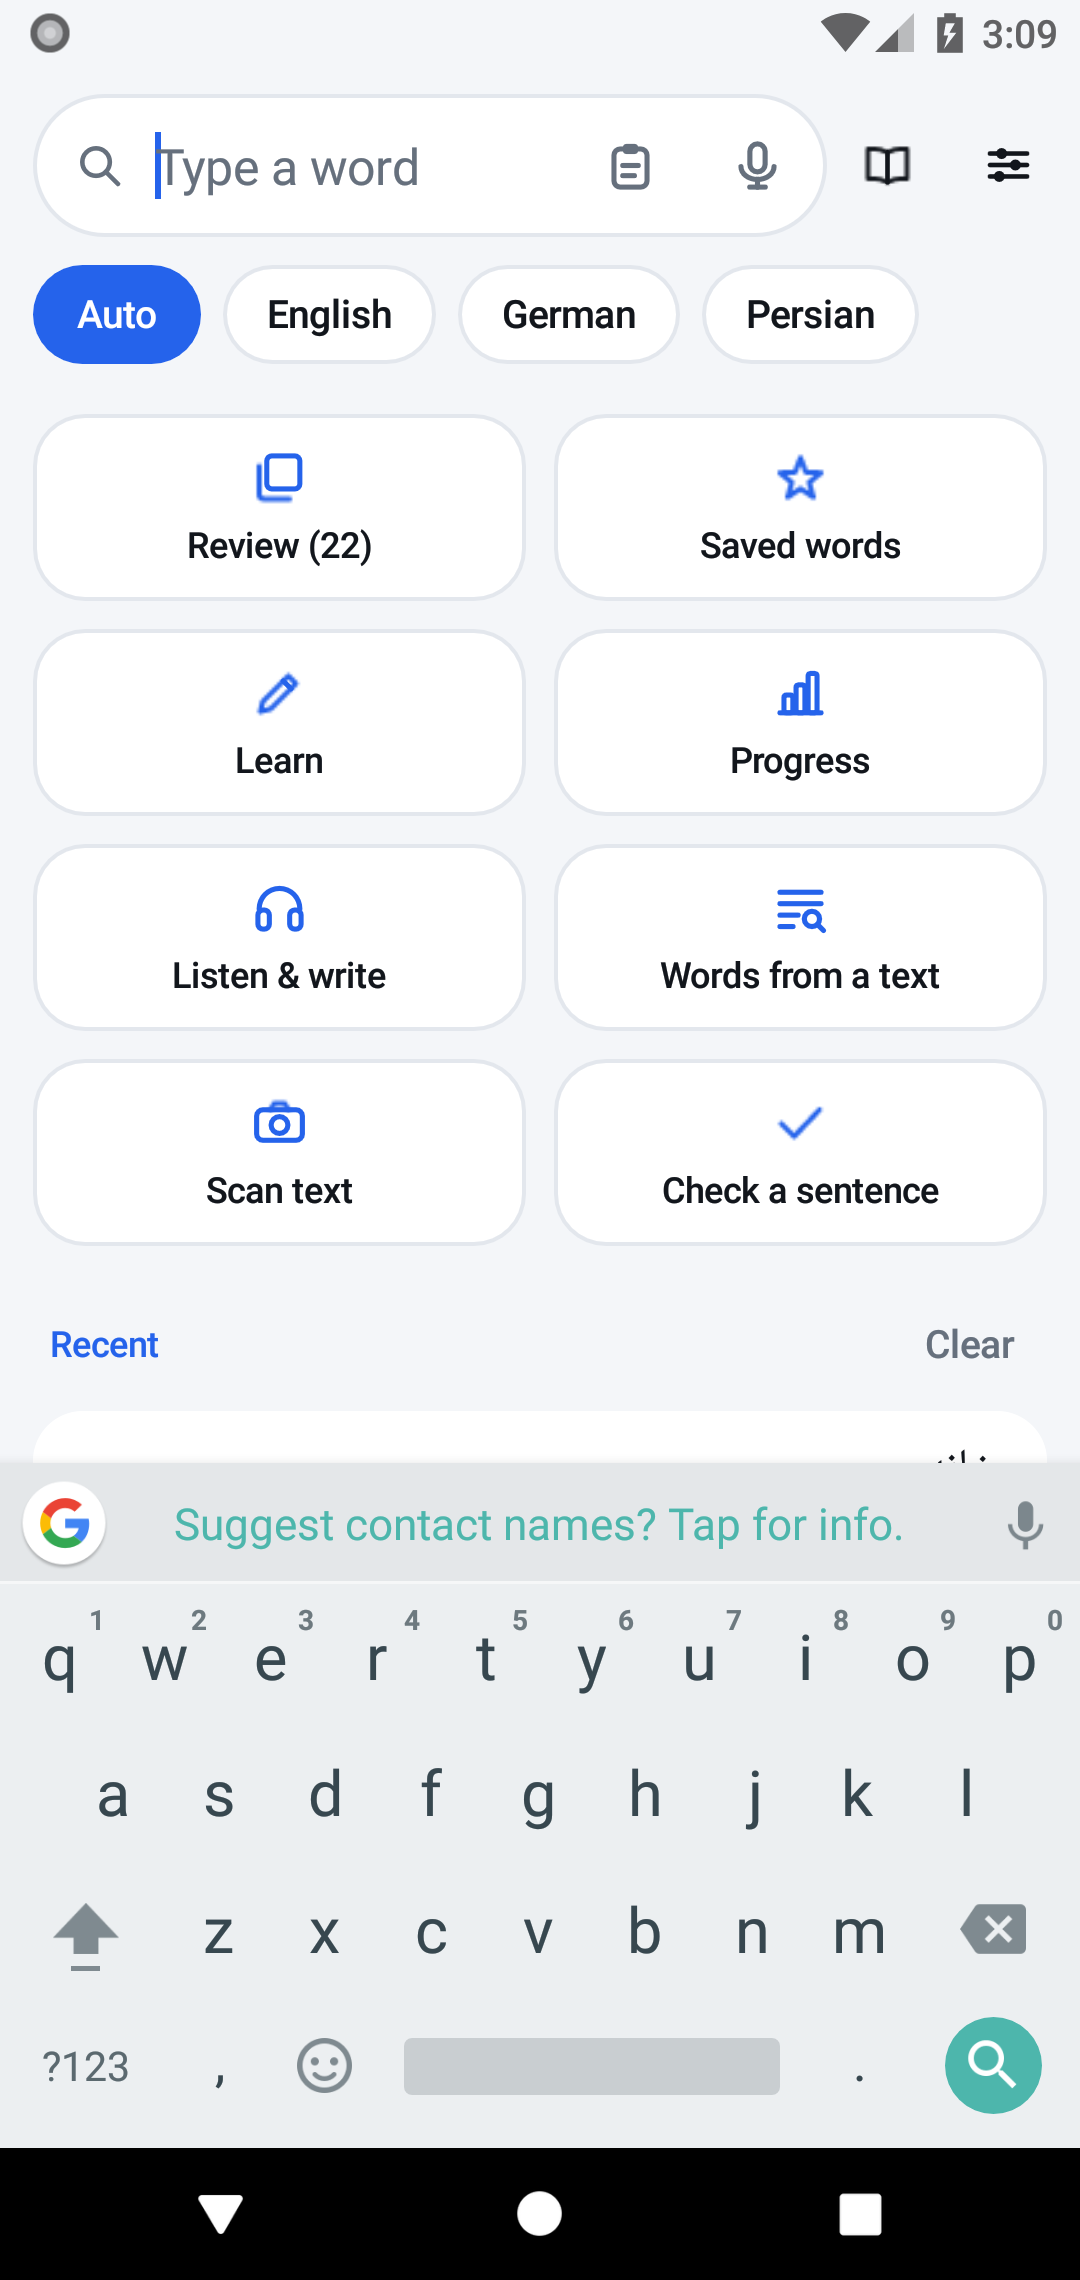 3:09
Type a word
Auto English German Persian
Review (22) Saved words
Learn Progress
Listen & write Words from a text
Scan text Check a sentence
Recent Clear
Suggest contact names? Tap for info.
1 2 3 4 5 6 7 8 9 0
q w e r t y u i o p
a s d f g h j k l
z x c v b n m
?123 , .